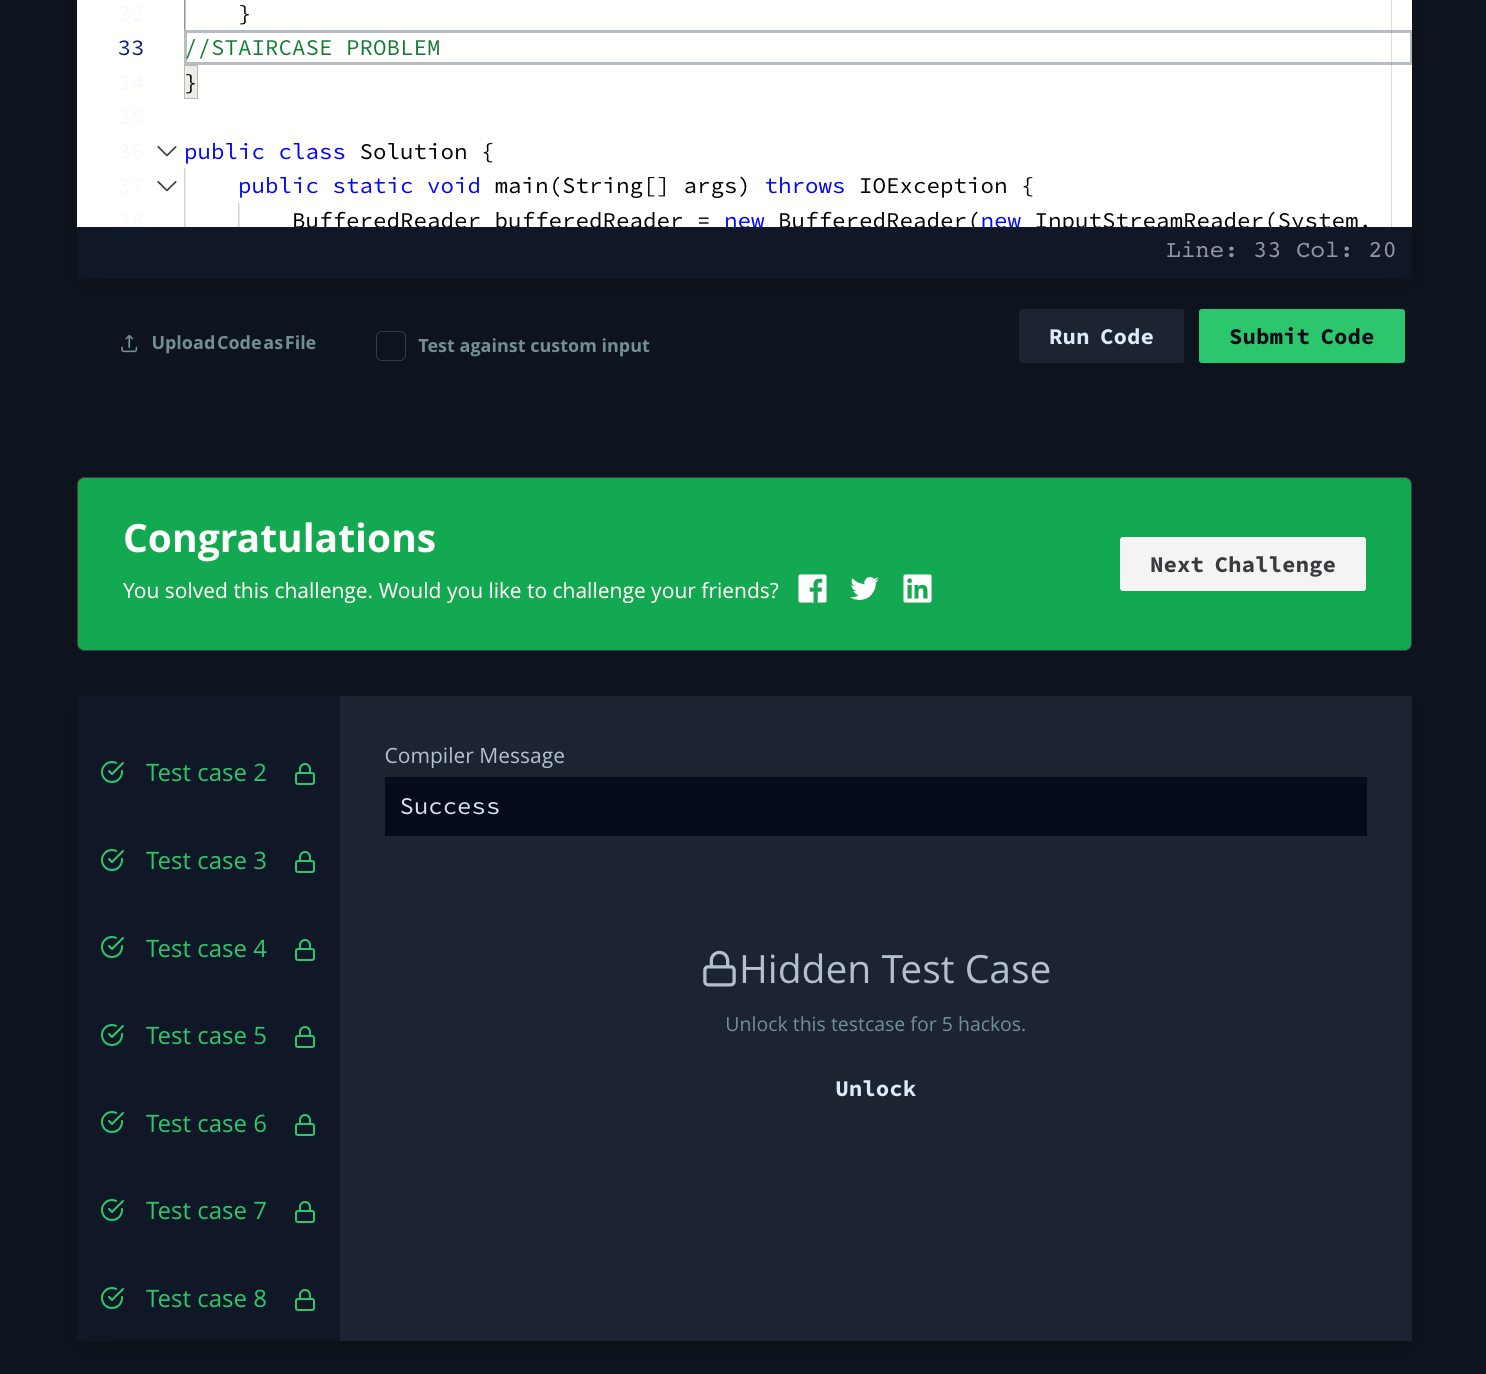 32 }
33 //STAIRCASE PROBLEM
34 }
35
36 public class Solution {
37 public static void main(String[] args) throws IOException {
38 BufferedReader bufferedReader = new BufferedReader(new InputStreamReader(System.
Line: 33 Col: 20
Upload Code as File
Test against custom input
Run Code
Submit Code
Congratulations
You solved this challenge. Would you like to challenge your friends?
Next Challenge
Test case 2
Test case 3
Test case 4
Test case 5
Test case 6
Test case 7
Test case 8
Compiler Message
Success
Hidden Test Case
Unlock this testcase for 5 hackos.
Unlock